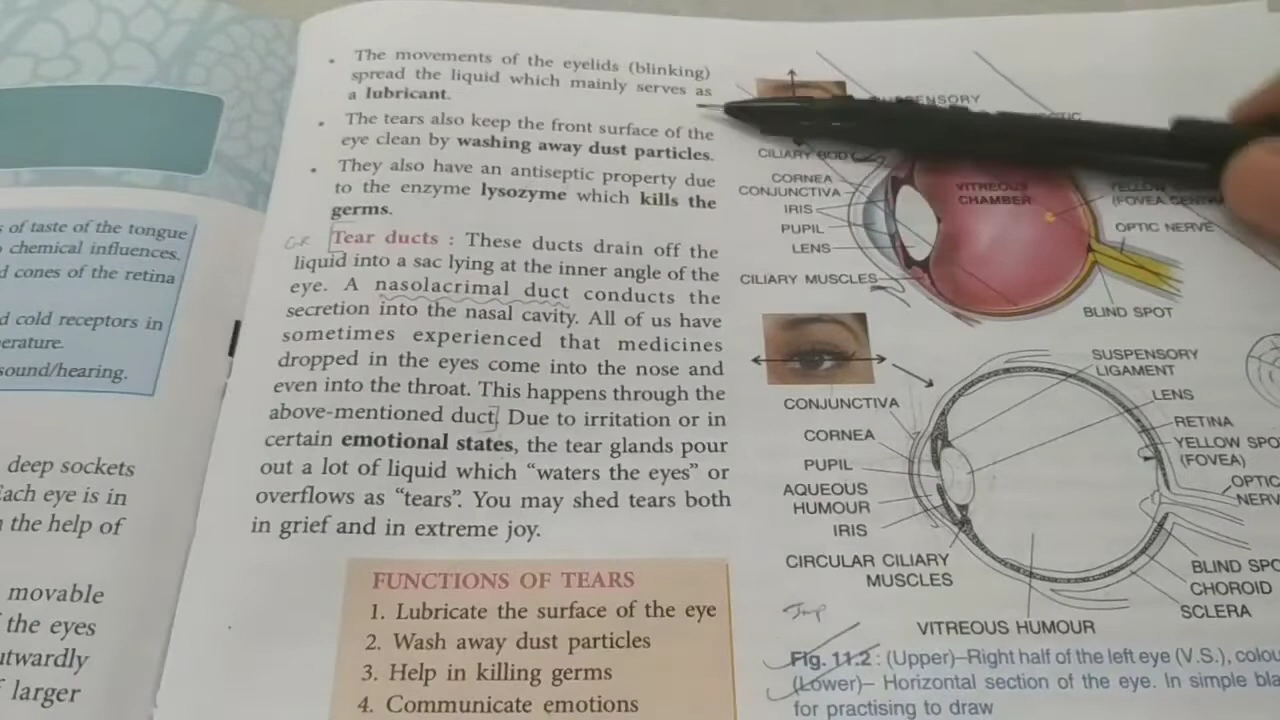 of taste of the tongue
chemical influences.
cones of the retina
cold receptors in
sound/hearing.
deep sockets
each eye is in
the help of
movable
the eyes
larger
• The movements of the eyelids (blinking)
spread the liquid which mainly serves as
a lubricant.
• The tears also keep the front surface of the
eye clean by washing away dust particles.
• They also have an antiseptic property due
to the enzyme lysozyme which kills the
germs.
Tear ducts : These ducts drain off the
liquid into a sac lying at the inner angle of the
eye. A nasolacrimal duct conducts the
secretion into the nasal cavity. All of us have
sometimes experienced that medicines
dropped in the eyes come into the nose and
even into the throat. This happens through the
above-mentioned duct. Due to irritation or in
certain emotional states, the tear glands pour
out a lot of liquid which “waters the eyes” or
overflows as “tears”. You may shed tears both
in grief and in extreme joy.
FUNCTIONS OF TEARS
1. Lubricate the surface of the eye
2. Wash away dust particles
3. Help in killing germs
4. Communicate emotions
CILIARY BODY
CORNEA
CONJUNCTIVA
IRIS
PUPIL
LENS
CILIARY MUSCLES
VITREOUS
CHAMBER
YELLOW
(FOVEA
OPTIC NERVE
BLIND SPOT
CONJUNCTIVA
CORNEA
PUPIL
AQUEOUS
HUMOUR
IRIS
CIRCULAR CILIARY
MUSCLES
VITREOUS HUMOUR
SUSPENSORY
LIGAMENT
LENS
RETINA
YELLOW
(FOVEA)
OPTIC
BLIND
CHOROID
SCLERA
Imp
Fig. 11.2 : (Upper)–Right half of the left eye (V.S.),
(Lower)– Horizontal section of the eye. In simple
for practising to draw